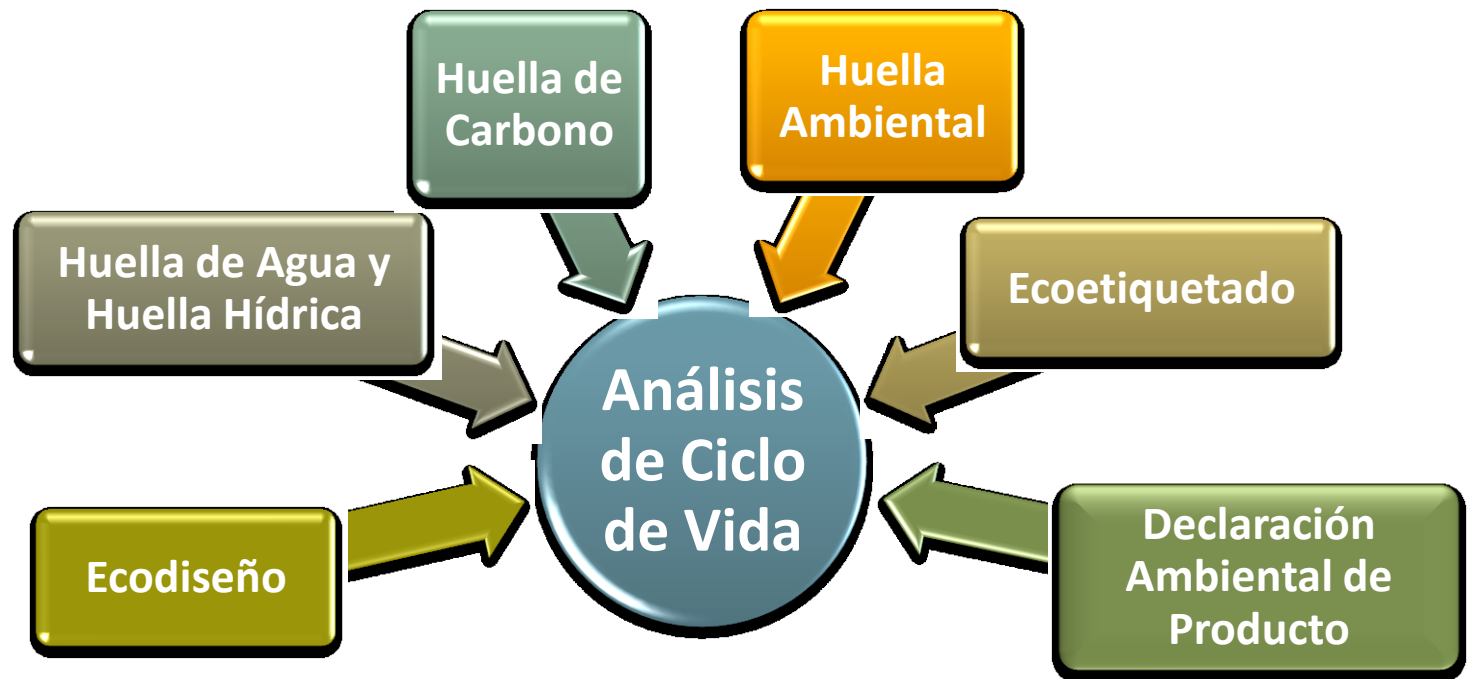 Huella de
Carbono
Huella
Ambiental
Huella de Agua y
Huella Hídrica
Ecoetiquetado
Análisis
de Ciclo
de Vida
Ecodiseño
Declaración
Ambiental de
Producto